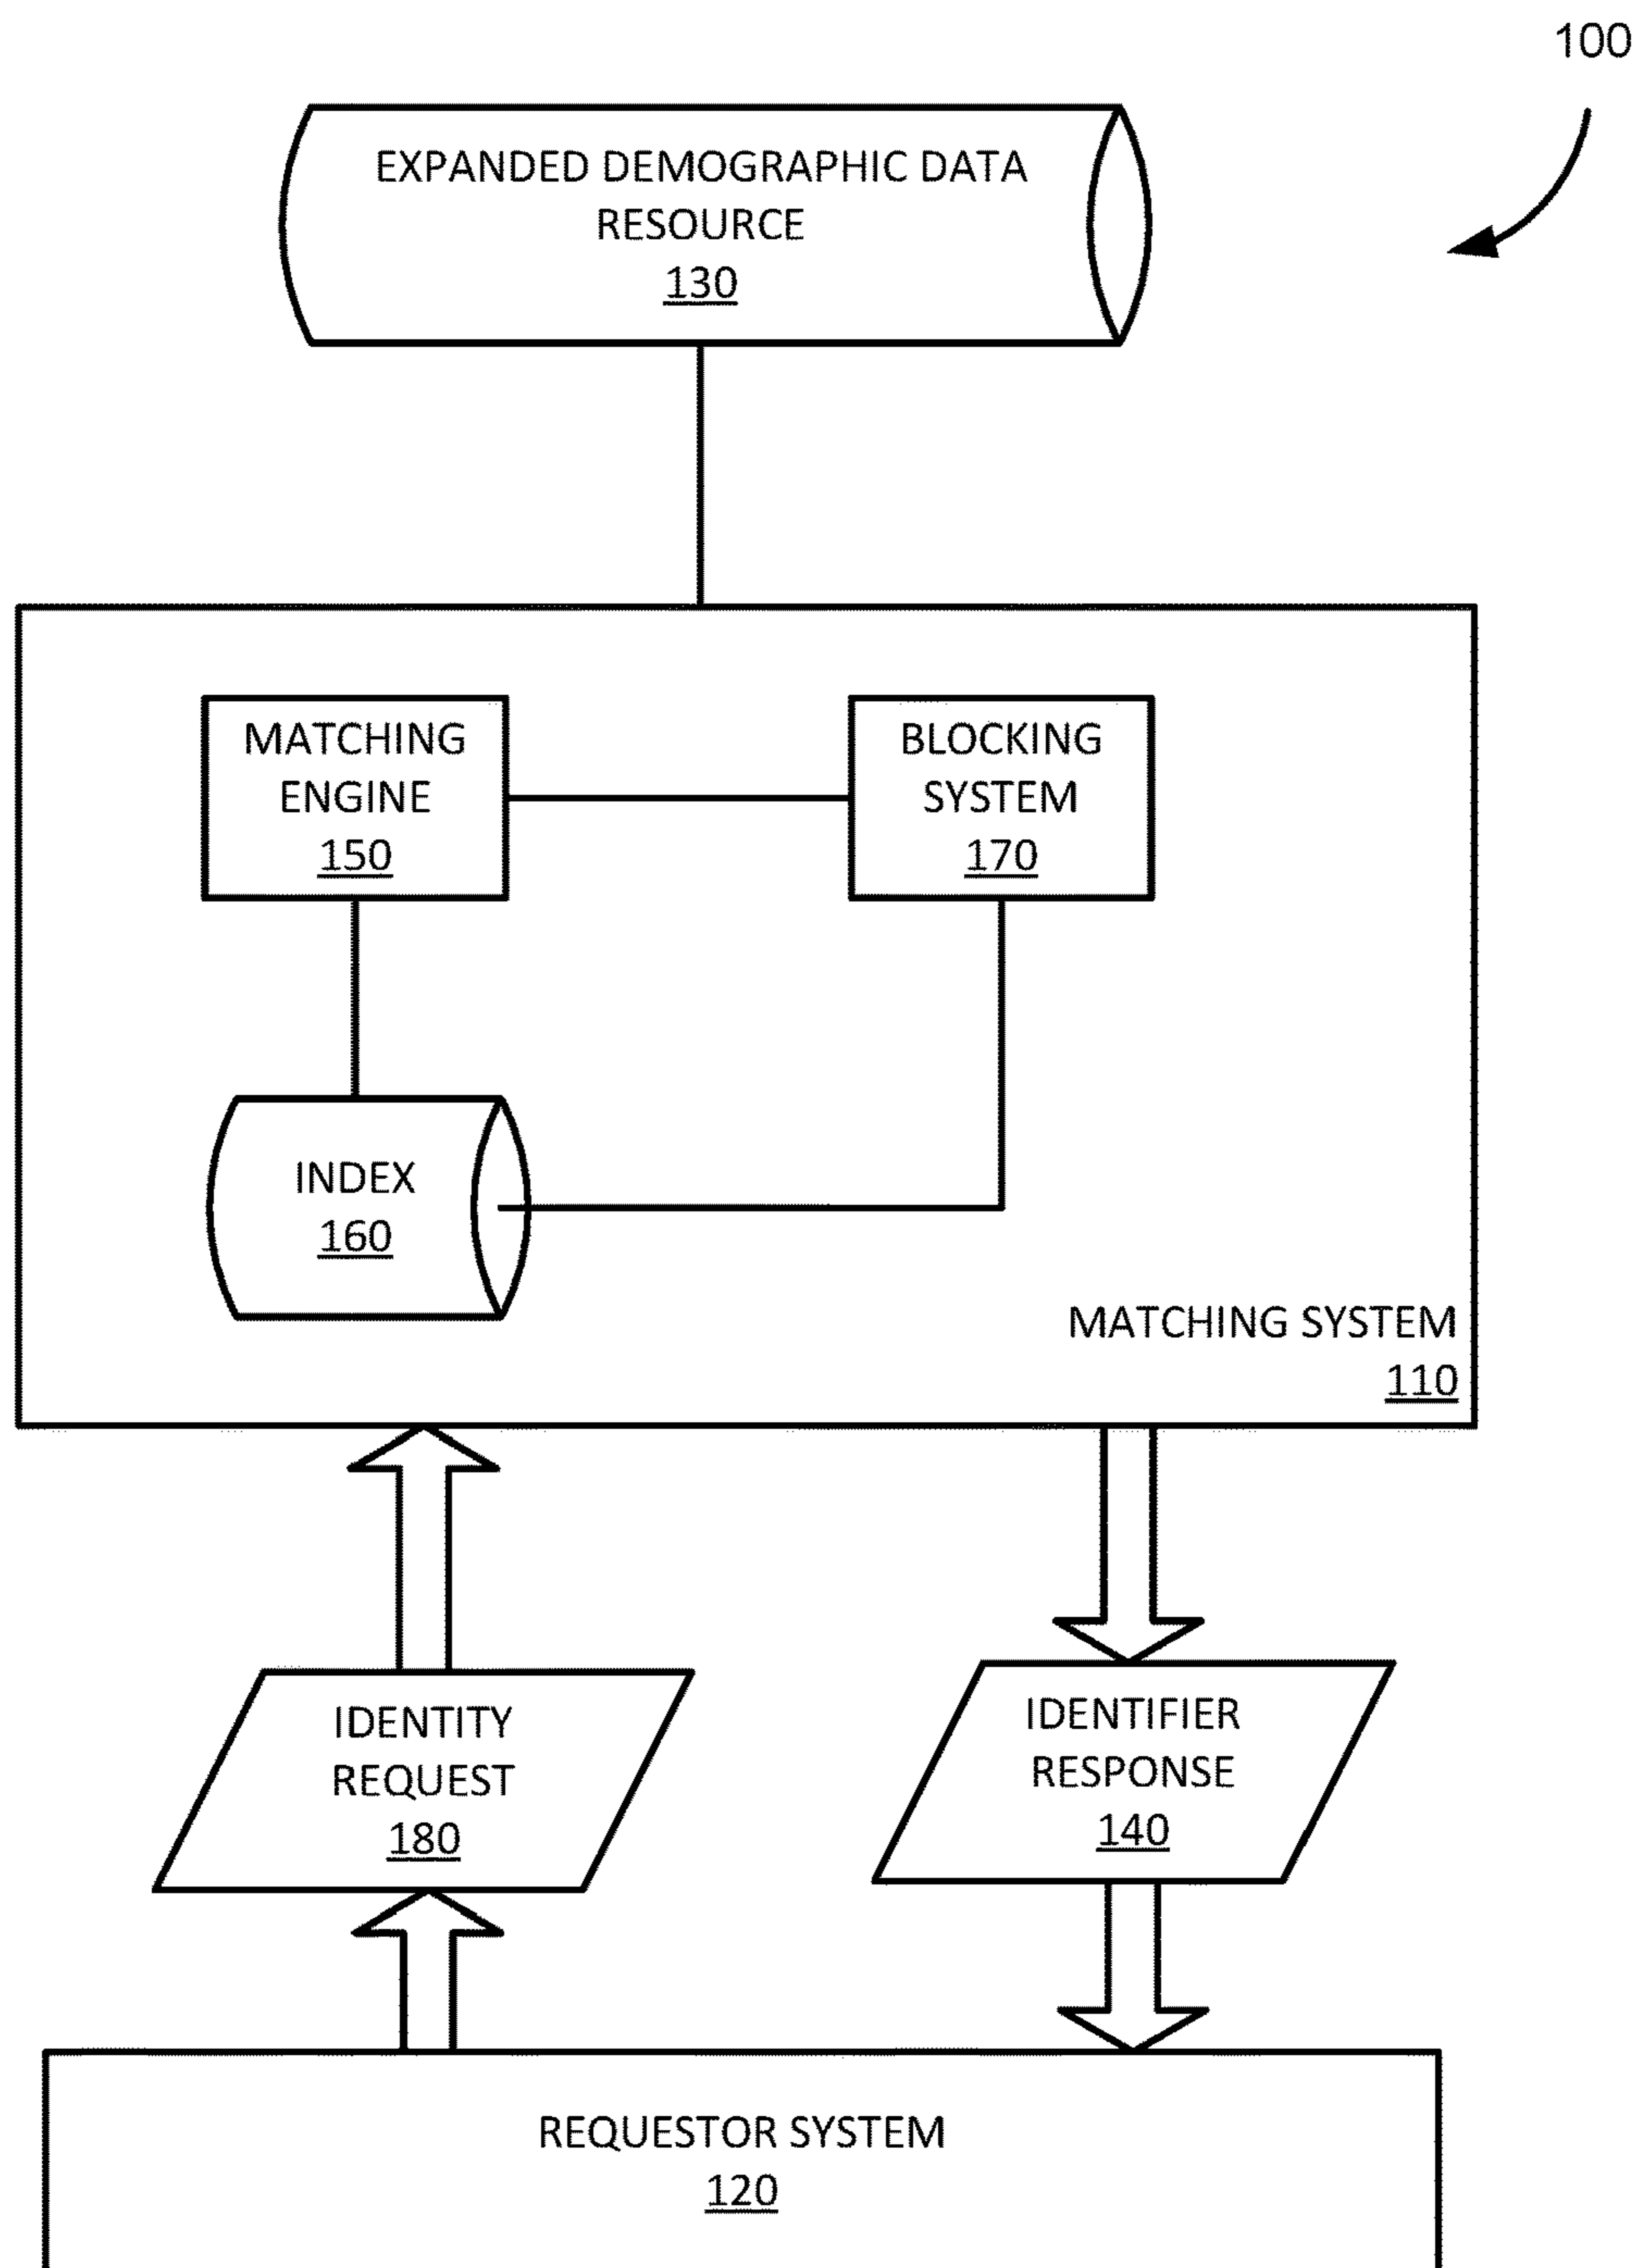 100
EXPANDED DEMOGRAPHIC DATA
RESOURCE
130
MATCHING
ENGINE
150
BLOCKING
SYSTEM
170
INDEX
160
MATCHING SYSTEM
110
IDENTITY
REQUEST
180
IDENTIFIER
RESPONSE
140
REQUESTOR SYSTEM
120